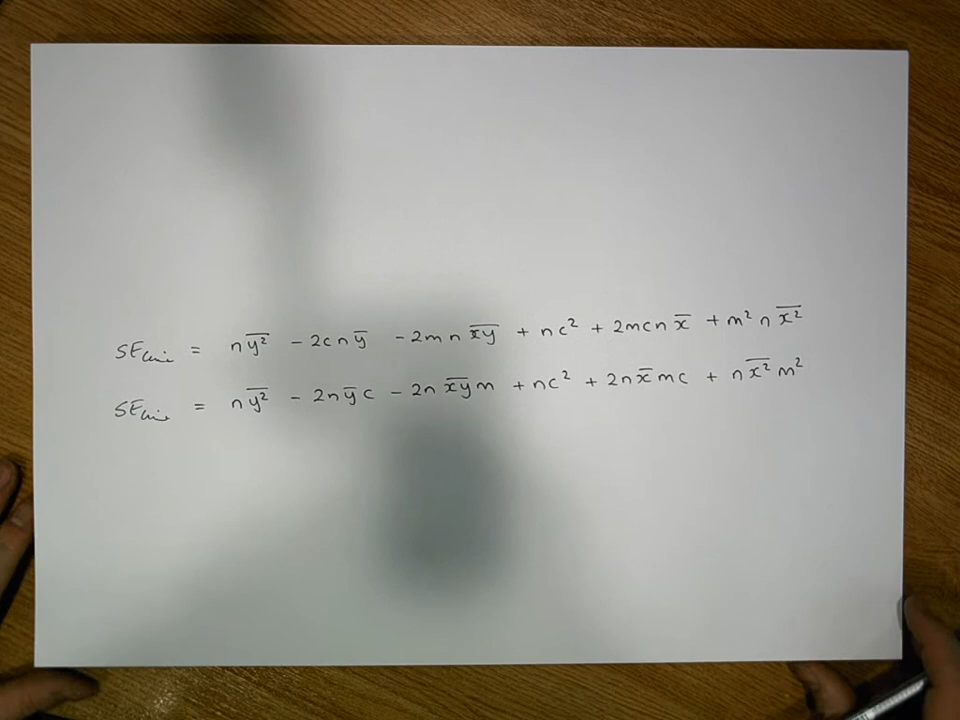 SE_line = n\overline{y^2} - 2cn\overline{y} - 2mn\overline{xy} + nc^2 + 2mcn\overline{x} + m^2n\overline{x^2}
SE_line = n\overline{y^2} - 2n\overline{y}c - 2n\overline{xy}m + nc^2 + 2n\overline{x}mc + n\overline{x^2}m^2